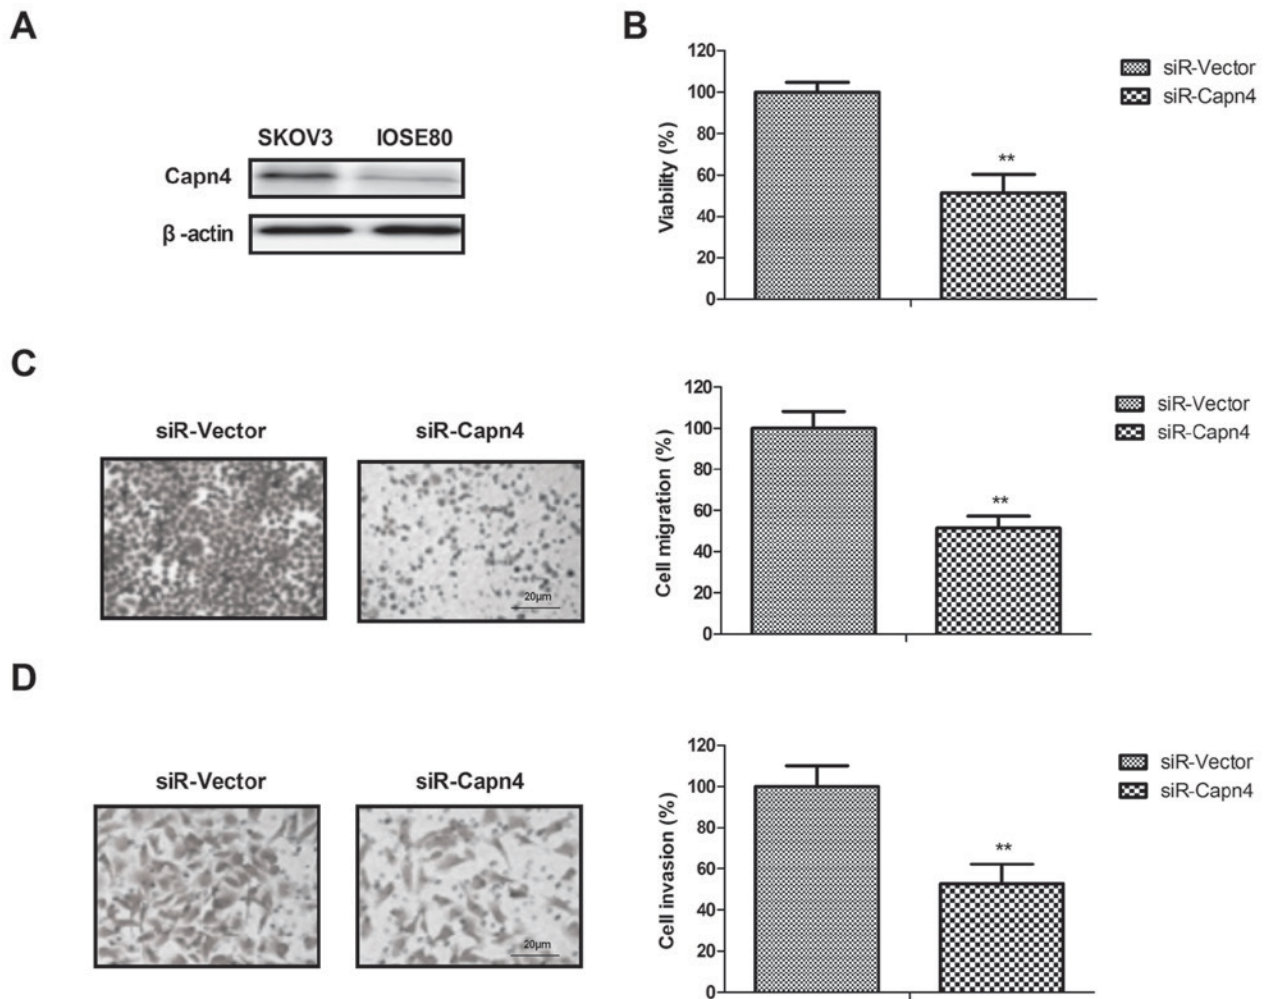 A
SKOV3 IOSE80
Capn4
β-actin
B
120
100
80
60
40
20
0
Viability (%)
**
siR-Vector
siR-Capn4
C
siR-Vector siR-Capn4
20μm
120
100
80
60
40
20
0
Cell migration (%)
**
siR-Vector
siR-Capn4
D
siR-Vector siR-Capn4
20μm
120
100
80
60
40
20
0
Cell invasion (%)
**
siR-Vector
siR-Capn4